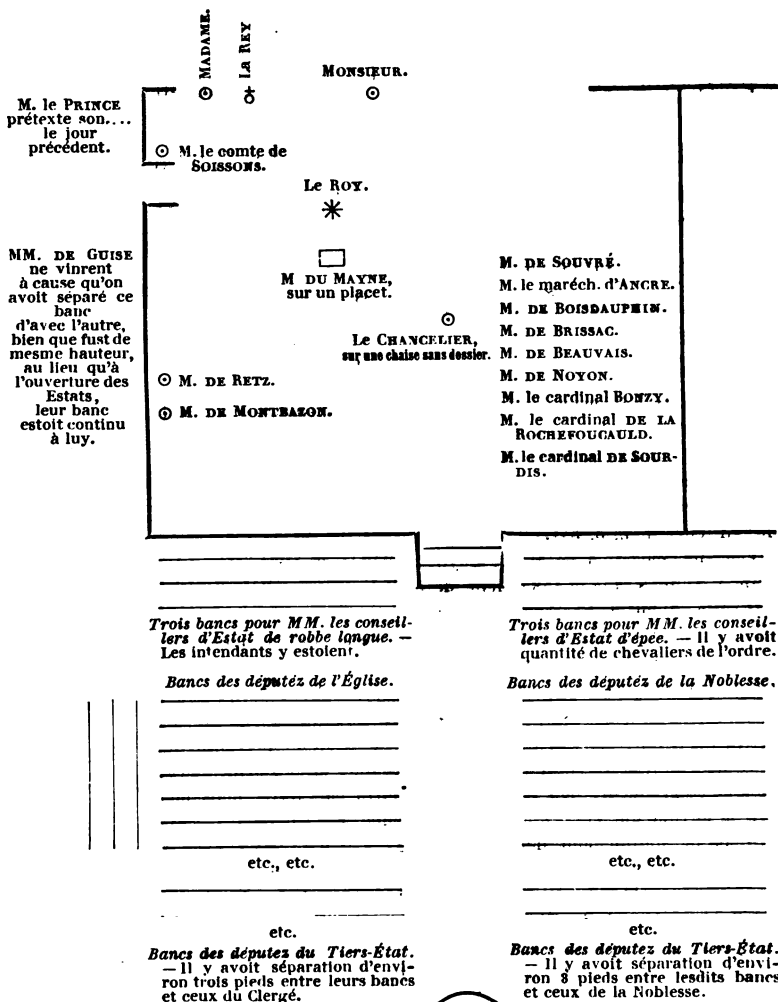 MADAME.
La REY
MONSIEUR.
M. le PRINCE
prétexte son....
le jour
précédent.
M. le comte de
SOISSONS.
Le ROY.
MM. DE GUISE
ne vinrent
à cause qu'on
avoit séparé ce
banc
d'avec l'autre,
bien que fust de
mesme hauteur,
au lieu qu'à
l'ouverture des
Estats,
leur banc
estoit continu
à luy.
M DU MAYNE,
sur un placet.
Le CHANCELIER,
sur une chaise sans dossier.
M. DE RETZ.
M. DE MONTBAZON.
M. DE SOUVRÉ.
M. le maréch. d'ANCRE.
M. DE BOISDAUPHIN.
M. DE BRISSAC.
M. DE BEAUVAIS.
M. DE NOYON.
M. le cardinal BONZY.
M. le cardinal DE LA
ROCHEFOUCAULD.
M. le cardinal DE SOUR-
DIS.
Trois bancs pour MM. les conseil-
lers d'Estat de robbe longue. —
Les intendants y estoient.
Trois bancs pour MM. les conseil-
lers d'Estat d'épee. — Il y avoit
quantité de chevaliers de l'ordre.
Bancs des députéz de l'Église.
Bancs des députéz de la Noblesse.
etc., etc.
etc., etc.
etc.
etc.
Bancs des députez du Tiers-État.
— Il y avoit séparation d'envi-
ron trois pieds entre leurs bancs
et ceux du Clergé.
Bancs des députez du Tiers-État.
— Il y avoit séparation d'envi-
ron 8 pieds entre lesdits bancs
et ceux de la Noblesse.